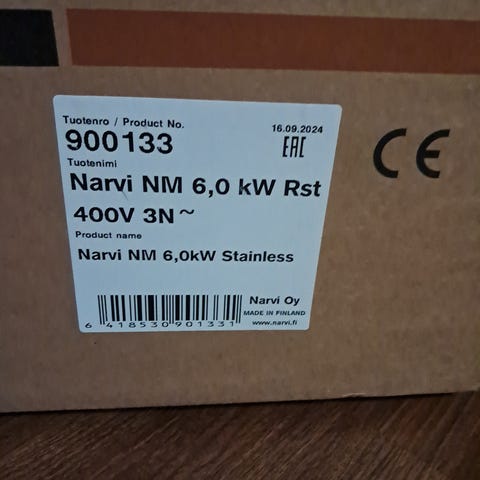 Tuotenro / Product No.
900133
16.09.2024
EAC
CE
Tuotenimi
Narvi NM 6,0 kW Rst
400V 3N~
Product name
Narvi NM 6,0kW Stainless
Narvi Oy
MADE IN FINLAND
www.narvi.fi
6 418530 901331